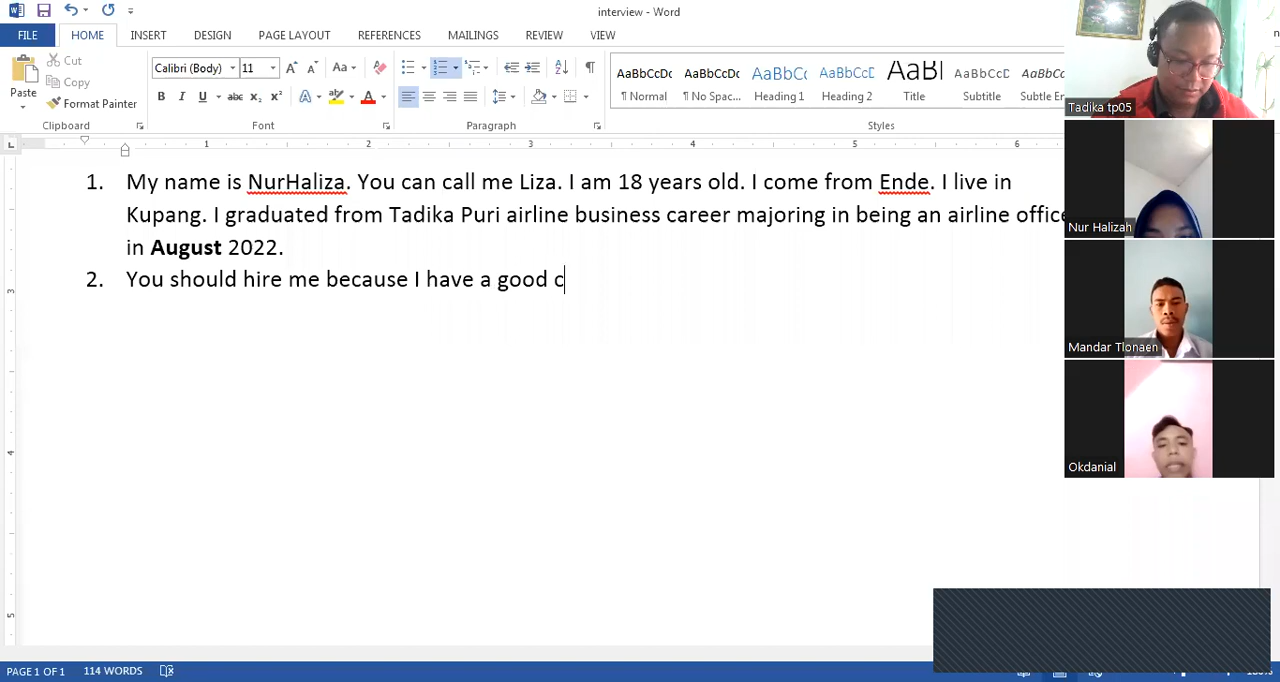 interview - Word
FILE HOME INSERT DESIGN PAGE LAYOUT REFERENCES MAILINGS REVIEW VIEW
Cut
Copy
Paste
Format Painter
Calibri (Body) 11
AaBbCcDc AaBbCcDc AaBbCc AaBbCcE AaBl AaBbCcDc AaBbCcD
¶ Normal ¶ No Spac... Heading 1 Heading 2 Title Subtitle Subtle Em
Clipboard Font Paragraph Styles
1. My name is NurHaliza. You can call me Liza. I am 18 years old. I come from Ende. I live in
Kupang. I graduated from Tadika Puri airline business career majoring in being an airline office
in August 2022.
2. You should hire me because I have a good c
Tadika tp05
Nur Halizah
Mandar Tlonaen
Okdanial
PAGE 1 OF 1 114 WORDS